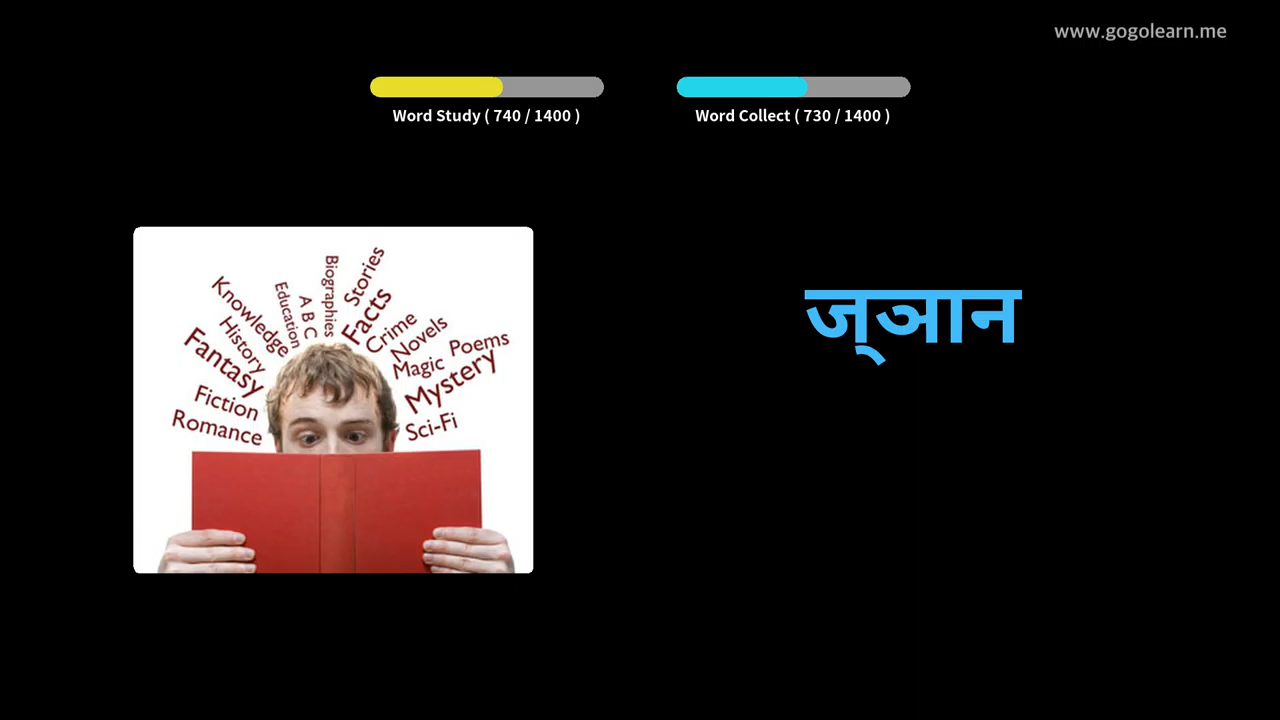 www.gogolearn.me
Word Study ( 740 / 1400 )
Word Collect ( 730 / 1400 )
Knowledge
History
Fantasy
Fiction
Romance
Education
A B C
Biographies
Stories
Facts
Crime
Novels
Magic
Poems
Mystery
Sci-Fi
ज्‌ञान